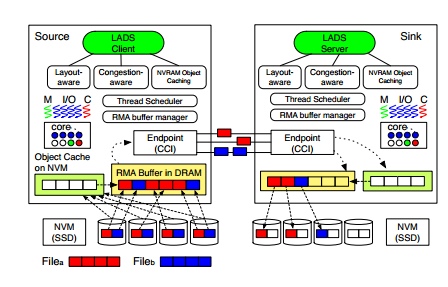 Source
LADS
Client
Layout-
aware
Congestion-
aware
NVRAM Object
Caching
M I/O C
Thread Scheduler
RMA buffer manager
core
Endpoint
(CCI)
Object Cache
on NVM
RMA Buffer in DRAM
NVM
(SSD)
Filea
Fileb
Sink
LADS
Server
Layout-
aware
Congestion-
aware
NVRAM Object
Caching
Thread Scheduler
RMA buffer manager
M I/O C
core
Endpoint
(CCI)
NVM
(SSD)